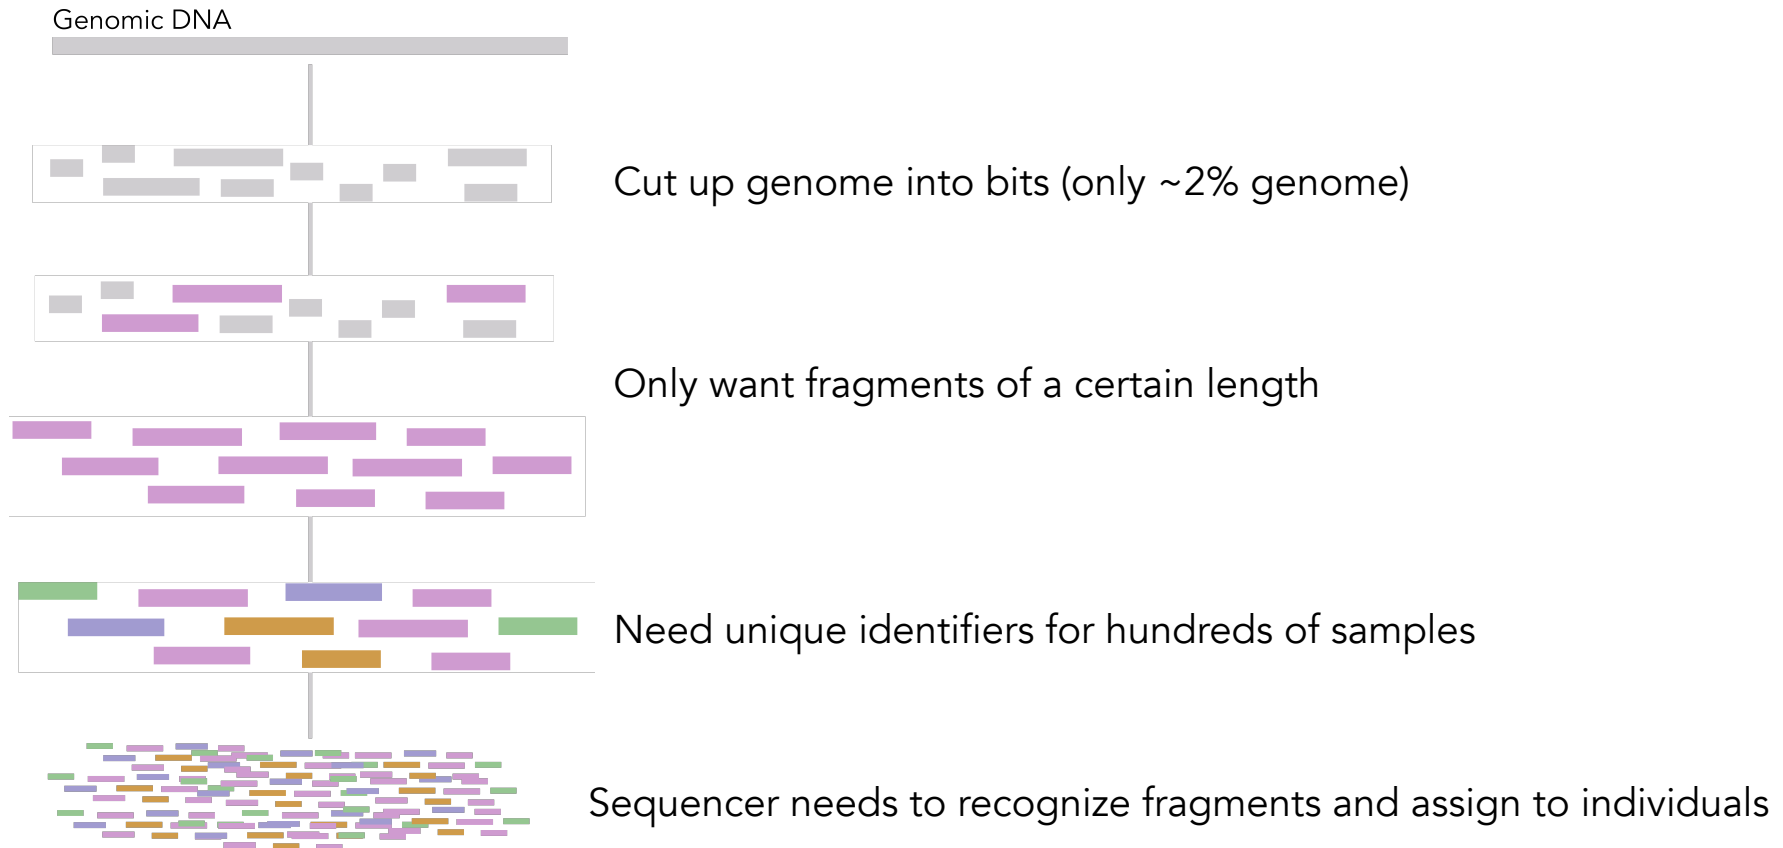 Genomic DNA
Cut up genome into bits (only ~2% genome)
Only want fragments of a certain length
Need unique identifiers for hundreds of samples
Sequencer needs to recognize fragments and assign to individuals